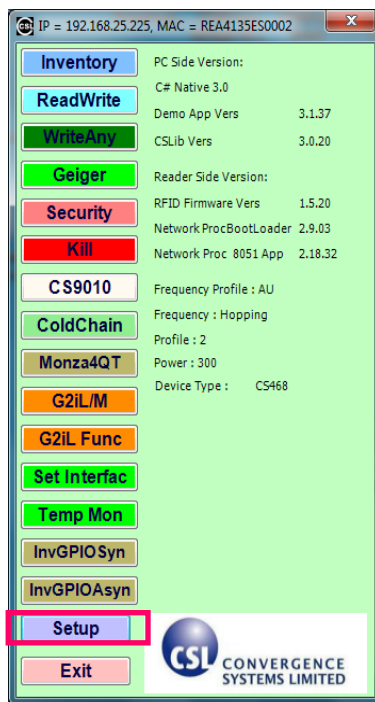 IP = 192.168.25.225, MAC = REA4135ES0002
Inventory
ReadWrite
WriteAny
Geiger
Security
Kill
CS9010
ColdChain
Monza4QT
G2iL/M
G2iL Func
Set Interfac
Temp Mon
InvGPIOSyn
InvGPIOAsyn
Setup
Exit
PC Side Version:
C# Native 3.0
Demo App Vers 3.1.37
CSLib Vers 3.0.20
Reader Side Version:
RFID Firmware Vers 1.5.20
Network ProcBootLoader 2.9.03
Network Proc 8051 App 2.18.32
Frequency Profile : AU
Frequency : Hopping
Profile : 2
Power : 300
Device Type : CS468
CSL CONVERGENCE
SYSTEMS LIMITED